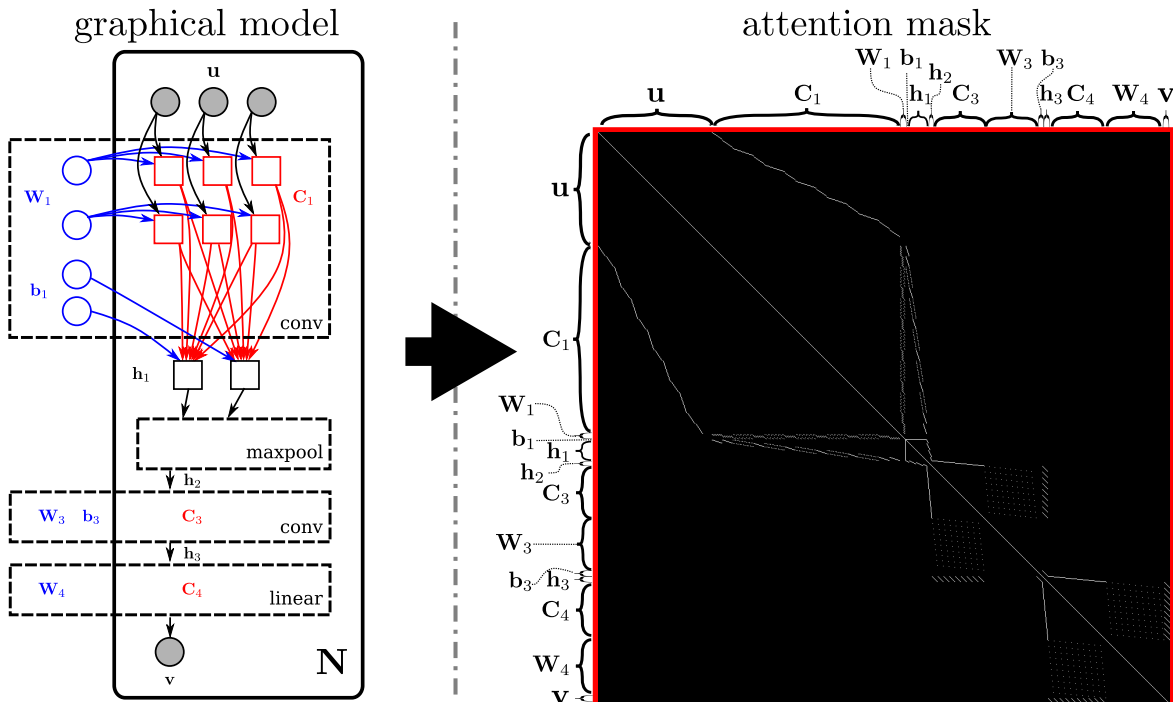 graphical model
u
W1
C1
b1
conv
h1
maxpool
h2
W3 b3 C3
conv
h3
W4 C4
linear
v
N
attention mask
W1 b1 W3 b3
h2
u C1 h1 C3 h3 C4 W4 v
u
C1
W1
b1
h1
h2
C3
W3
b3 h3
C4
W4
v